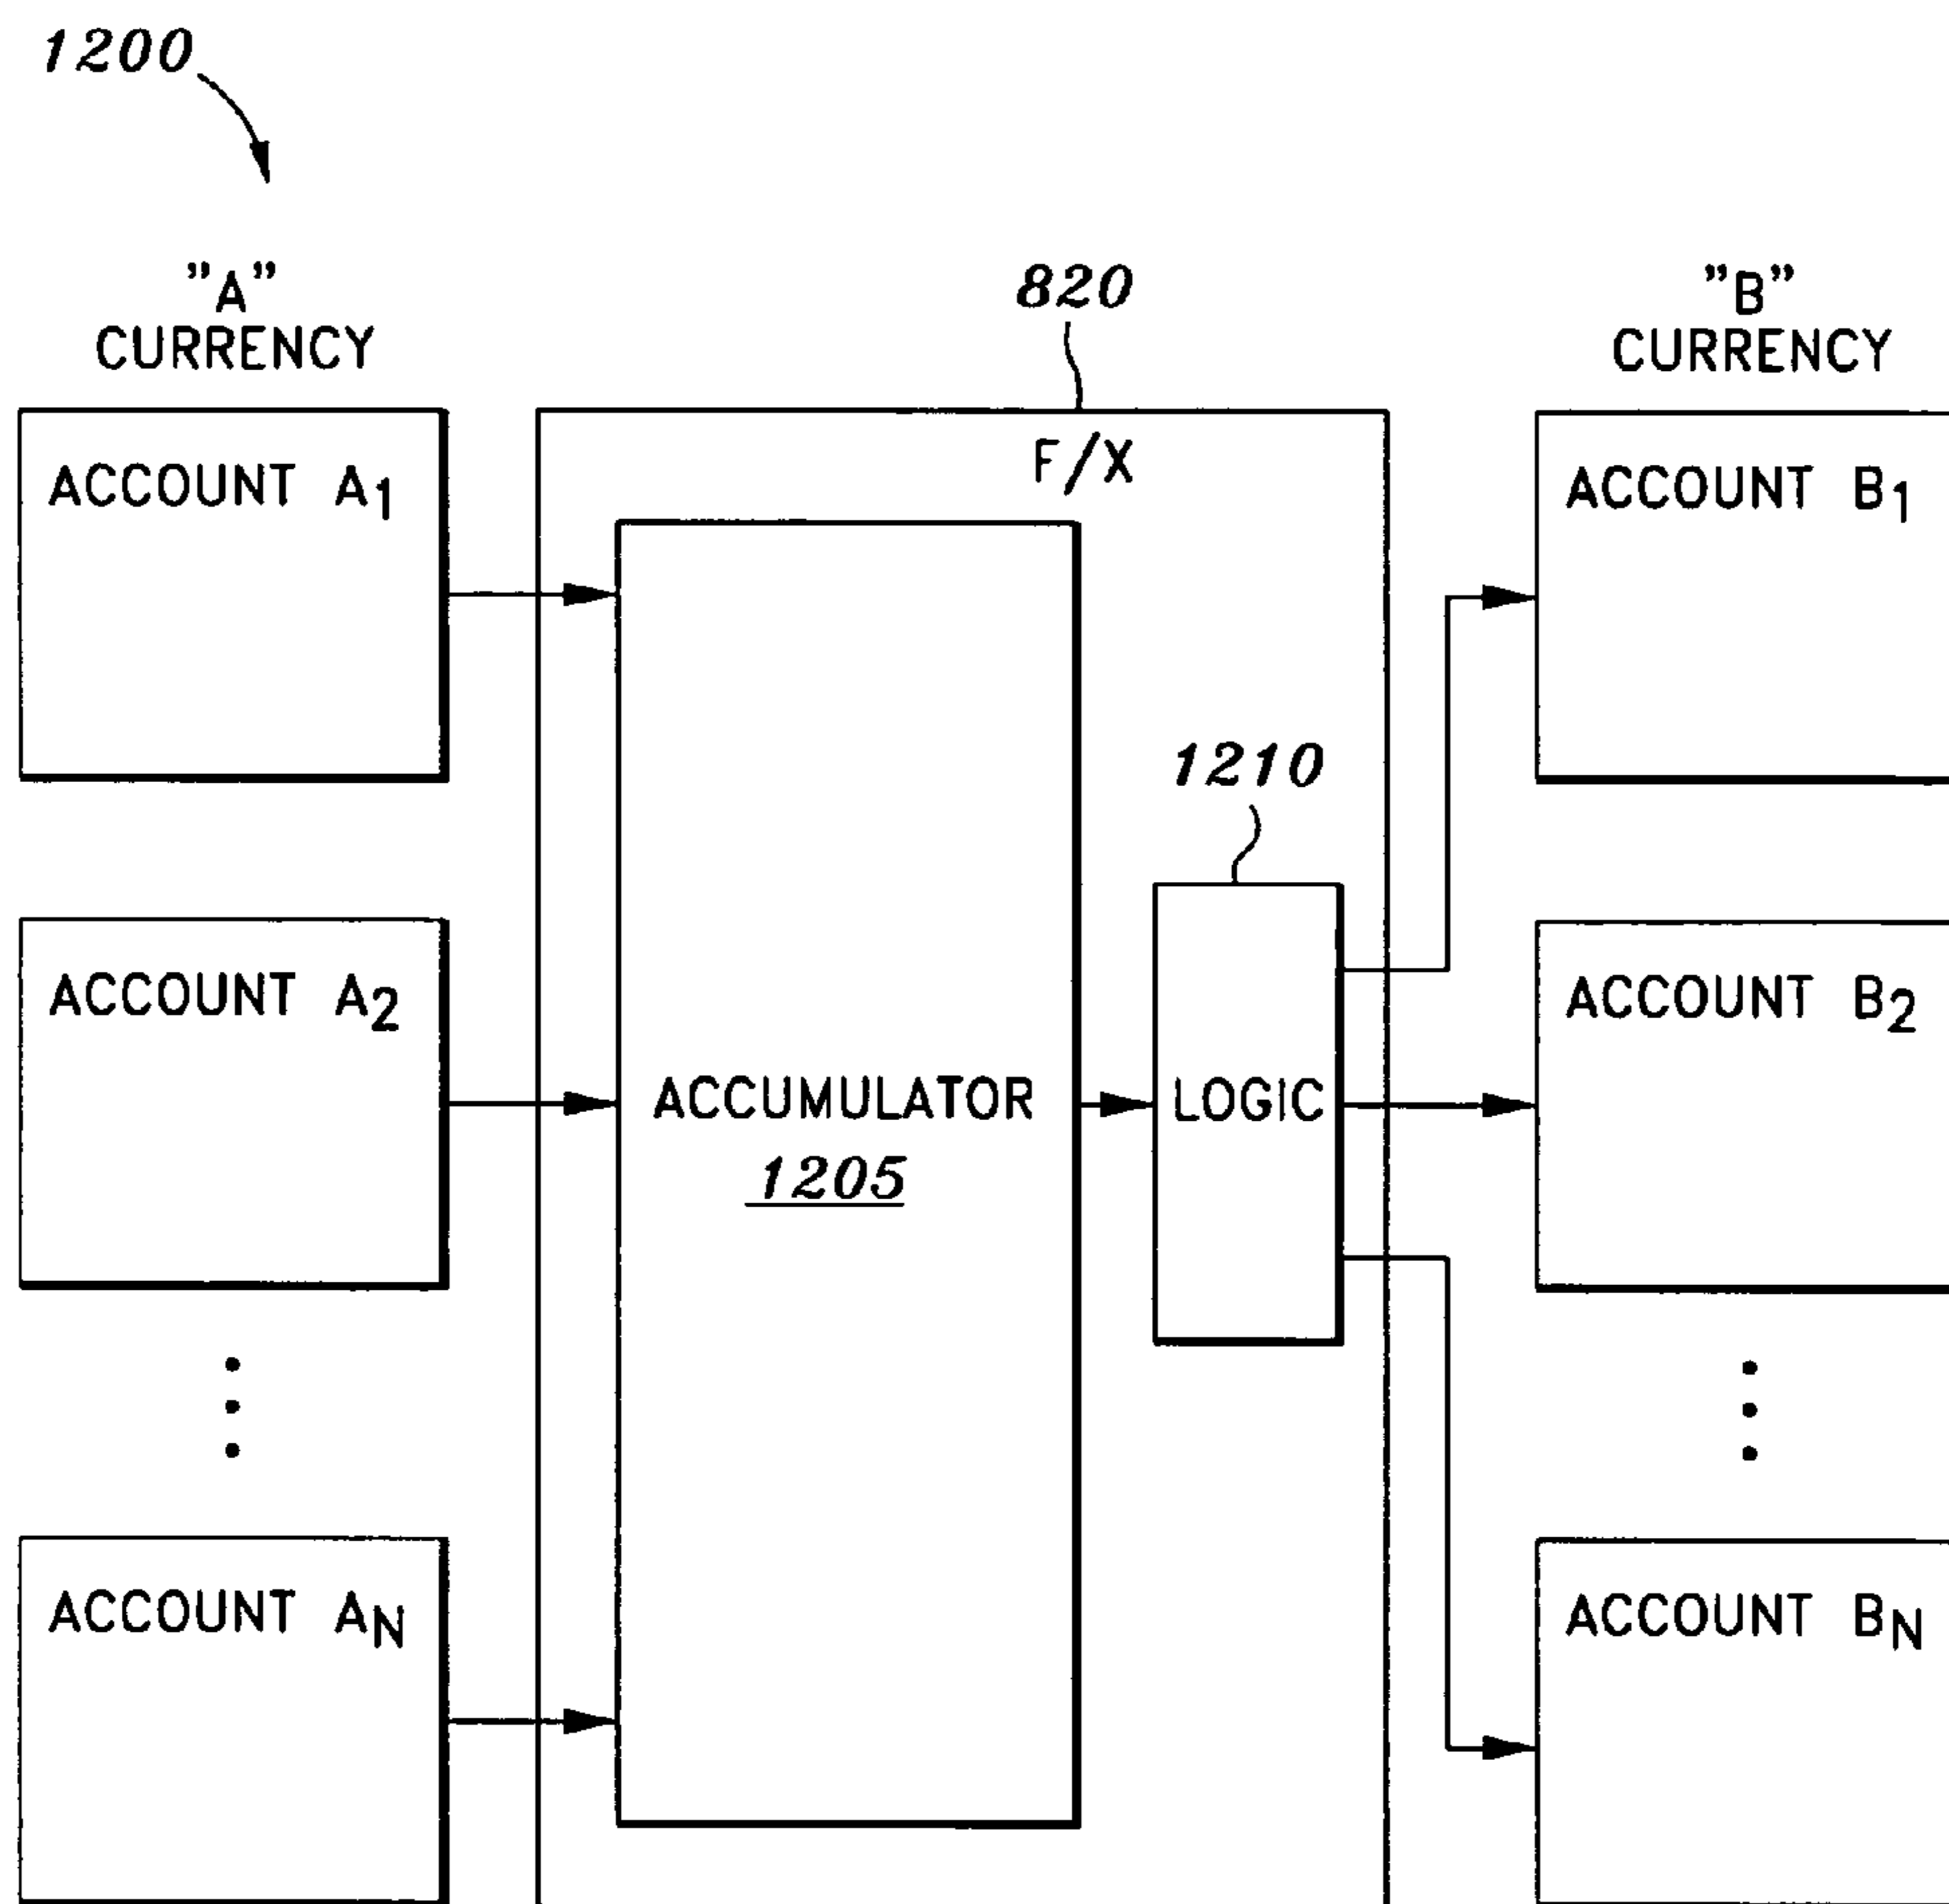 1200
"A"
CURRENCY
820
"B"
CURRENCY
F/X
ACCOUNT A1
ACCOUNT B1
1210
ACCOUNT A2
ACCOUNT B2
ACCUMULATOR
1205
LOGIC
ACCOUNT AN
ACCOUNT BN